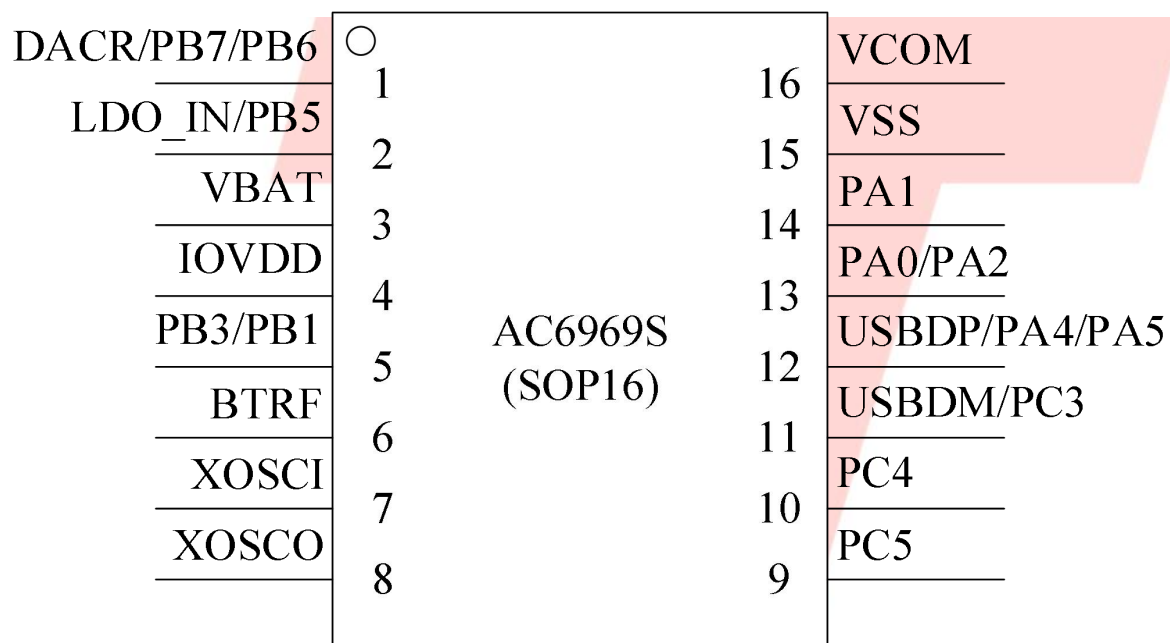 DACR/PB7/PB6
1
16
VCOM
LDO_IN/PB5
2
15
VSS
VBAT
3
14
PA1
IOVDD
4
13
PA0/PA2
PB3/PB1
5
AC6969S
(SOP16)
12
USBDP/PA4/PA5
BTRF
6
11
USBDM/PC3
XOSCI
7
10
PC4
XOSCO
8
9
PC5